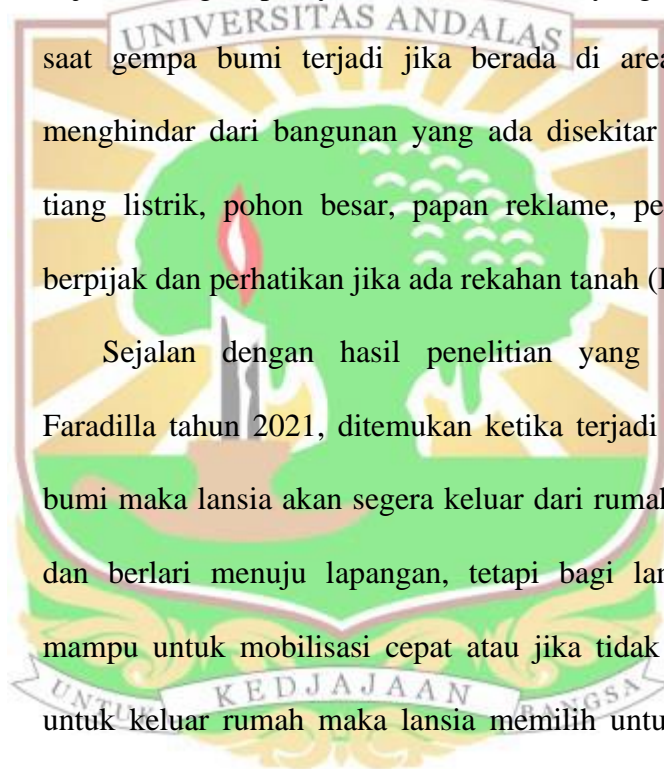 UNIVERSITAS ANDALAS
saat gempa bumi terjadi jika berada di area
menghindar dari bangunan yang ada disekitar
tiang listrik, pohon besar, papan reklame,
berpijak dan perhatikan jika ada rekahan tanah
Sejalan dengan hasil penelitian yang
Faradilla tahun 2021, ditemukan ketika terjadi
bumi maka lansia akan segera keluar dari rumah
dan berlari menuju lapangan, tetapi bagi
mampu untuk mobilisasi cepat atau jika tidak
UNTUK KEDJAJAAN BANGSA
untuk keluar rumah maka lansia memilih